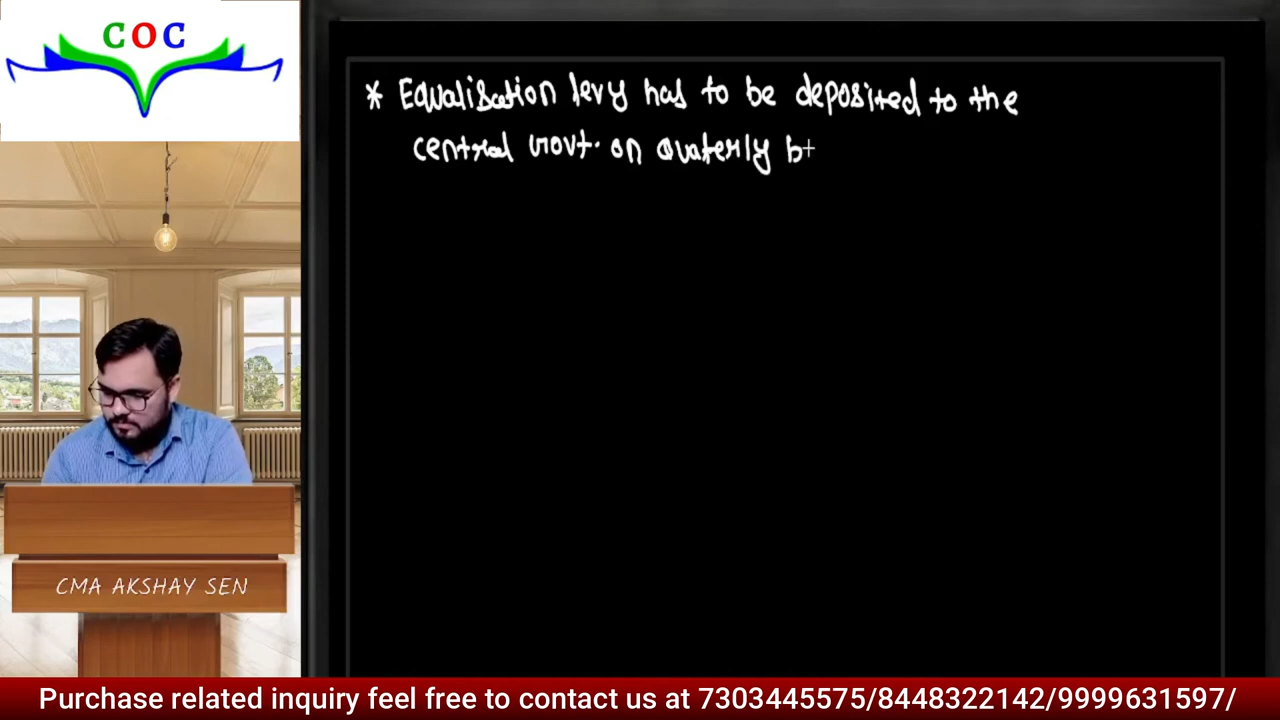 COC
* Equalisation levy has to be deposited to the
central Govt. on quaterly
CMA AKSHAY SEN
Purchase related inquiry feel free to contact us at 7303445575/8448322142/9999631597/